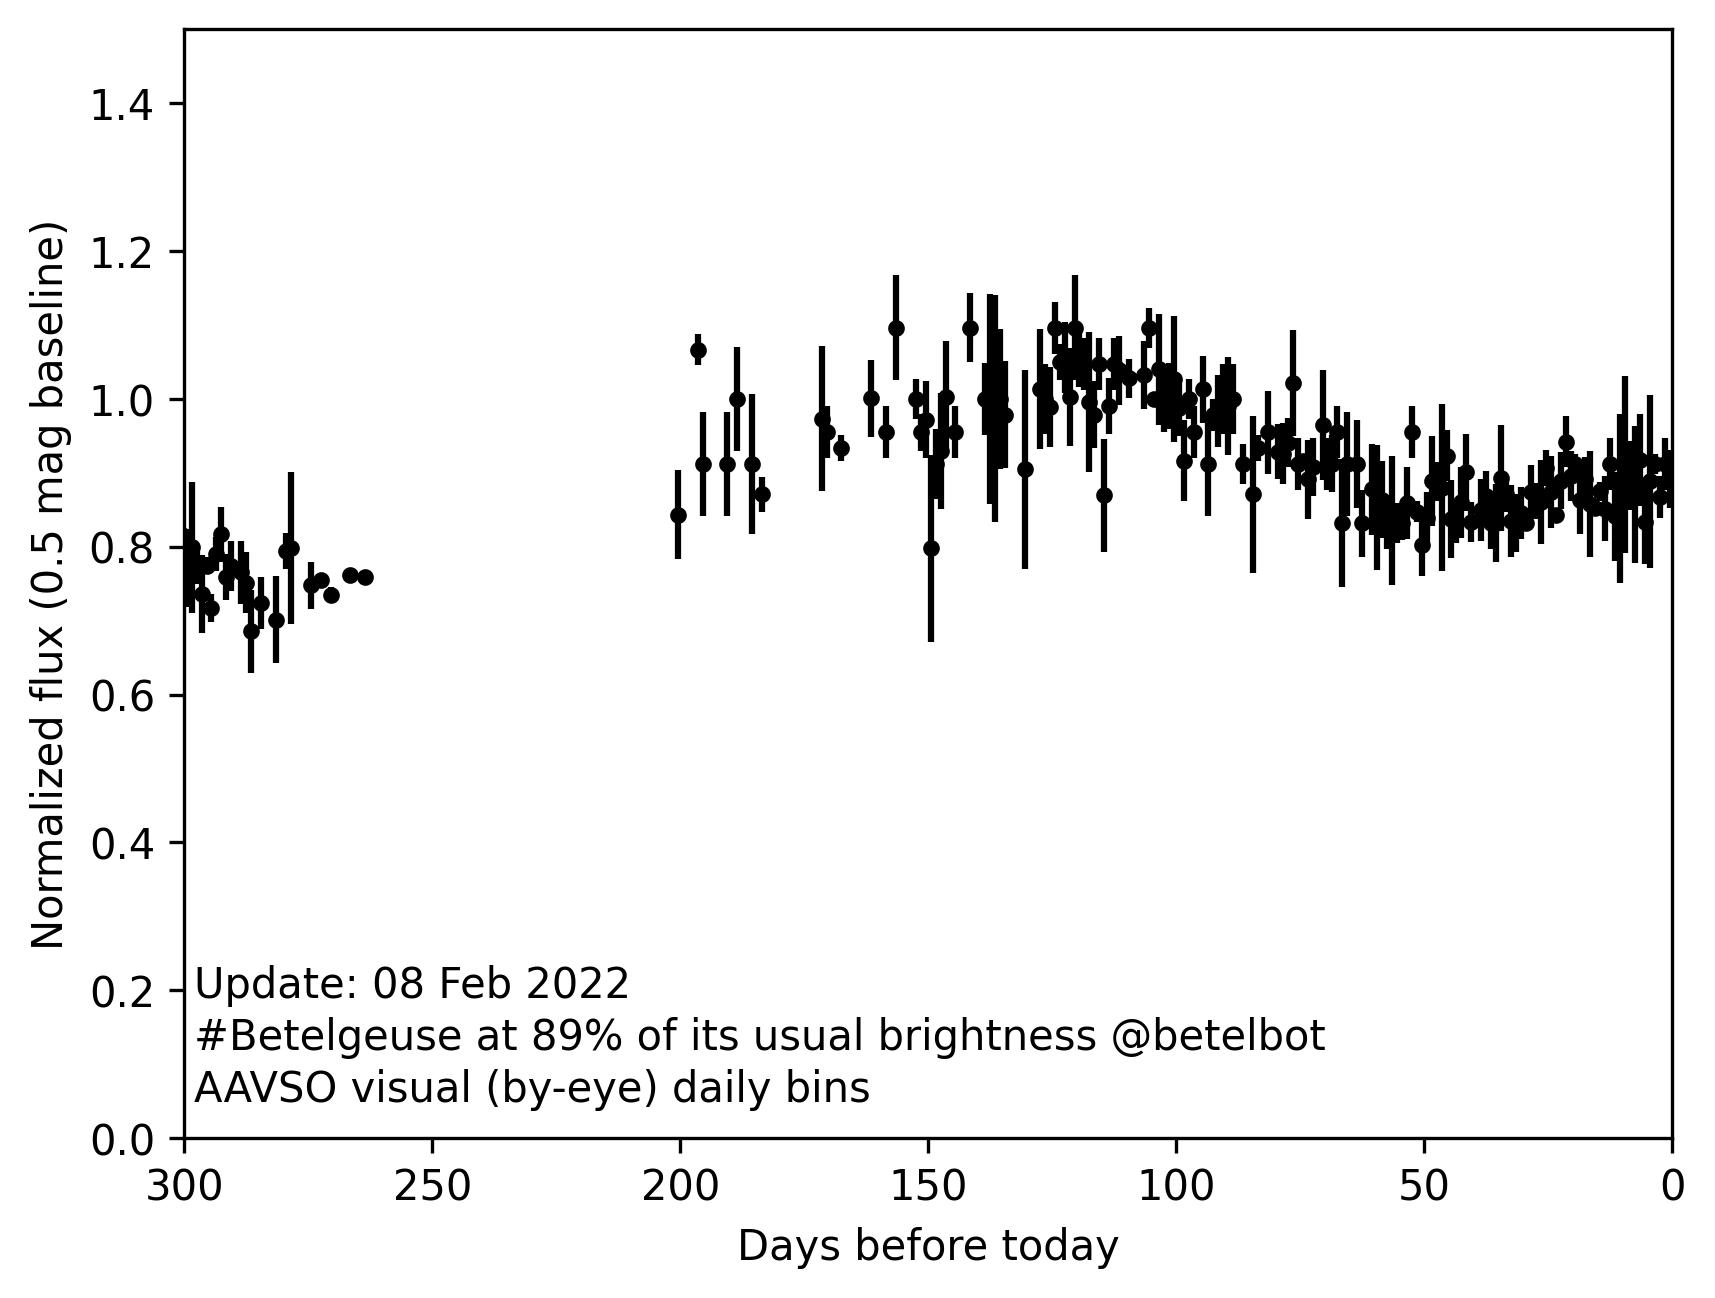 1.4
1.2
1.0
0.8
0.6
0.4
0.2
0.0
Normalized flux (0.5 mag baseline)
Update: 08 Feb 2022
#Betelgeuse at 89% of its usual brightness @betelbot
AAVSO visual (by-eye) daily bins
300 250 200 150 100 50 0
Days before today